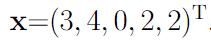 x=(3, 4, 0, 2, 2)ᵀ.